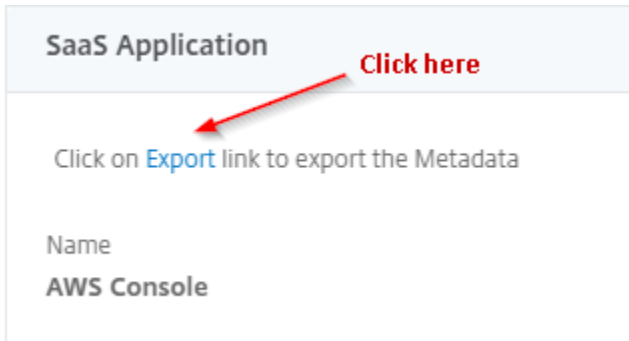 SaaS Application
Click here
Click on Export link to export the Metadata
Name
AWS Console